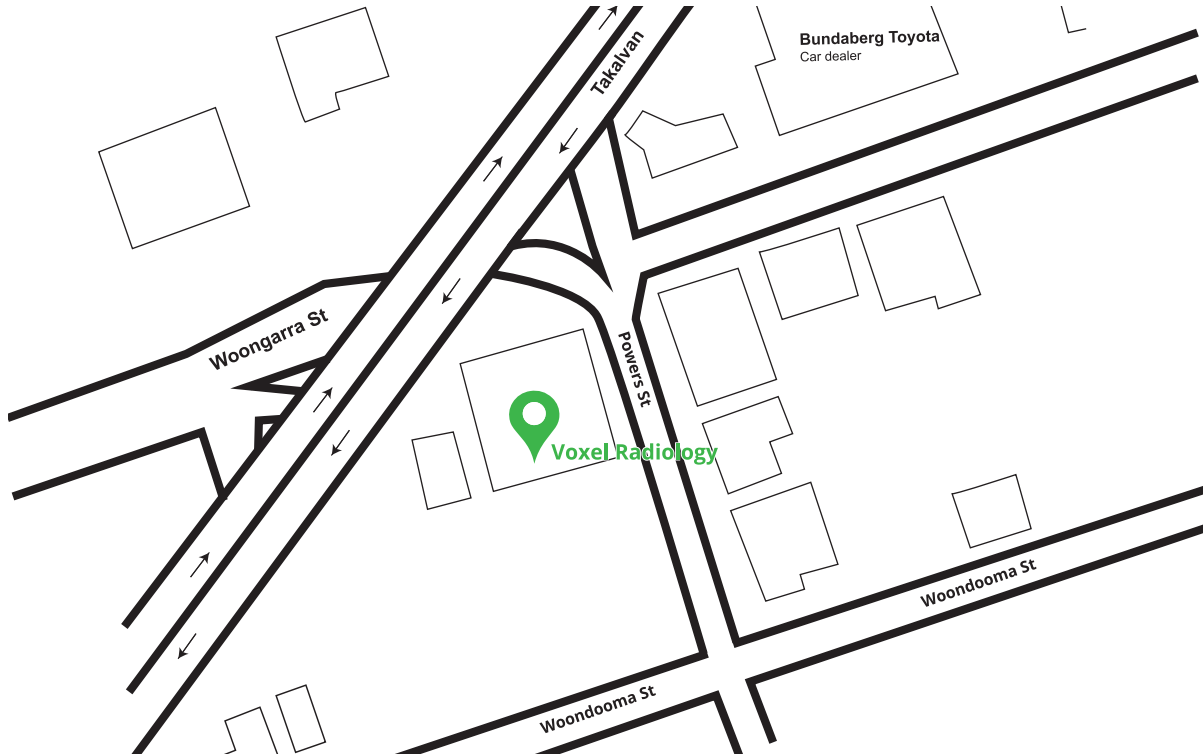 Takalvan
Bundaberg Toyota
Car dealer
Woongarra St
Powers St
Voxel Radiology
Woondooma St
Woondooma St